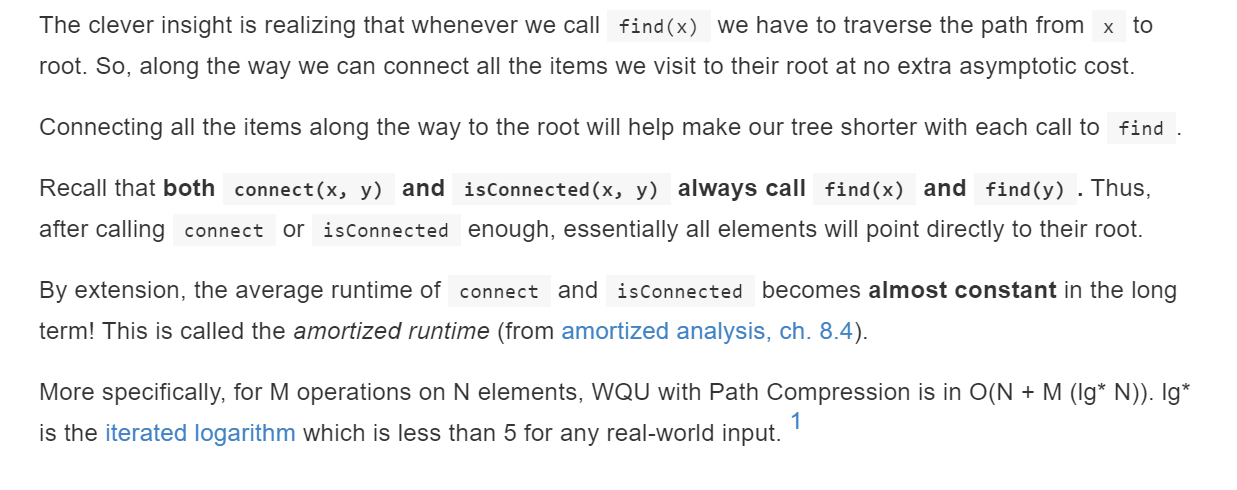 The clever insight is realizing that whenever we call find(x) we have to traverse the path from x to
root. So, along the way we can connect all the items we visit to their root at no extra asymptotic cost.
Connecting all the items along the way to the root will help make our tree shorter with each call to find .
Recall that both connect(x, y) and isConnected(x, y) always call find(x) and find(y) . Thus,
after calling connect or isConnected enough, essentially all elements will point directly to their root.
By extension, the average runtime of connect and isConnected becomes almost constant in the long
term! This is called the amortized runtime (from amortized analysis, ch. 8.4).
More specifically, for M operations on N elements, WQU with Path Compression is in O(N + M (lg* N)). lg*
is the iterated logarithm which is less than 5 for any real-world input. 1